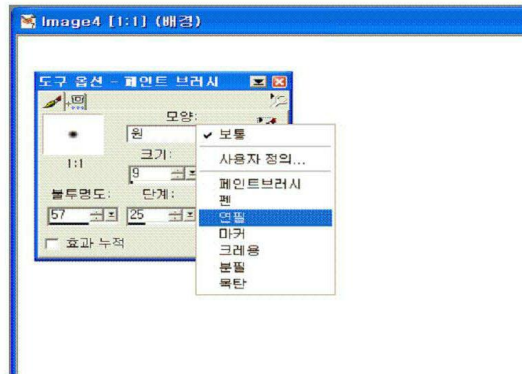 Image4 [1:1] (배경)
도구 옵션 - 페인트 브러시
모양:
원
1:1
크기:
9
불투명도:
단계:
57
25
효과 누적
보통
사용자 정의...
페인트브러시
펜
연필
마커
크레용
분필
목탄